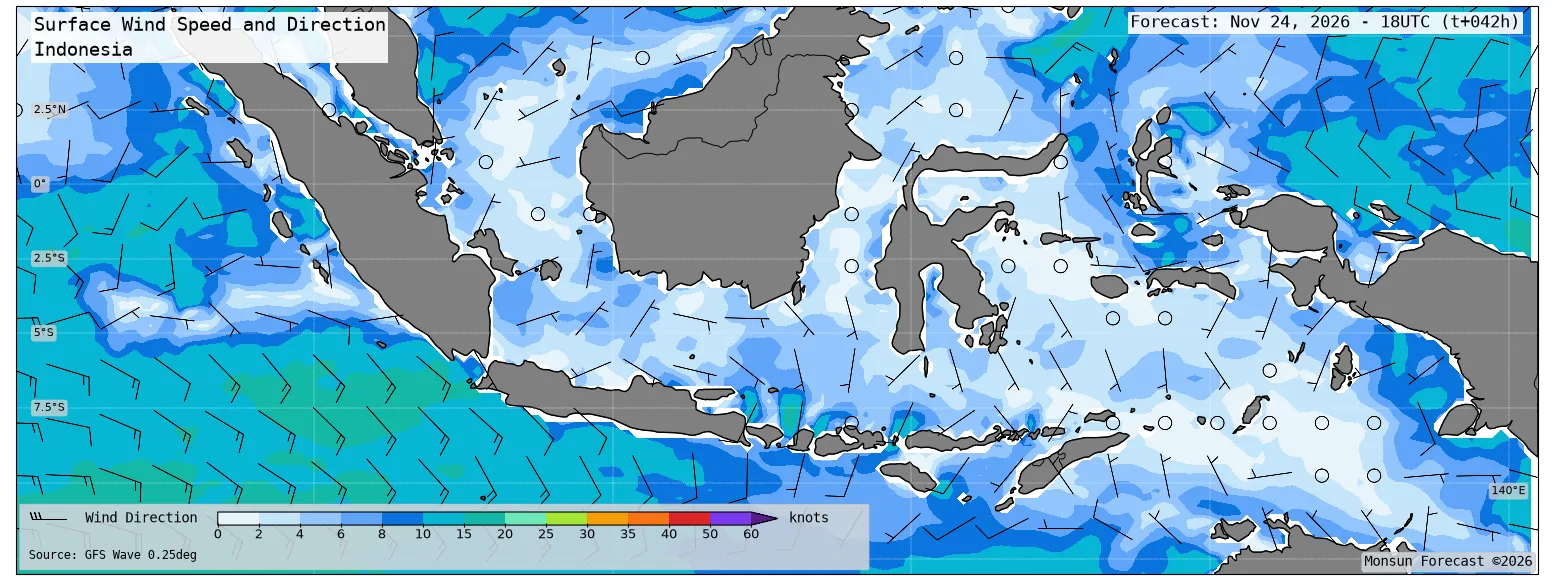 Surface Wind Speed and Direction
Indonesia
Forecast: Nov 24, 2026 - 18UTC (t+042h)
2.5°N
0°
2.5°S
5°S
7.5°S
140°E
Wind Direction
0 2 4 6 8 10 15 20 25 30 35 40 50 60
knots
Source: GFS Wave 0.25deg
Monsun Forecast ©2026